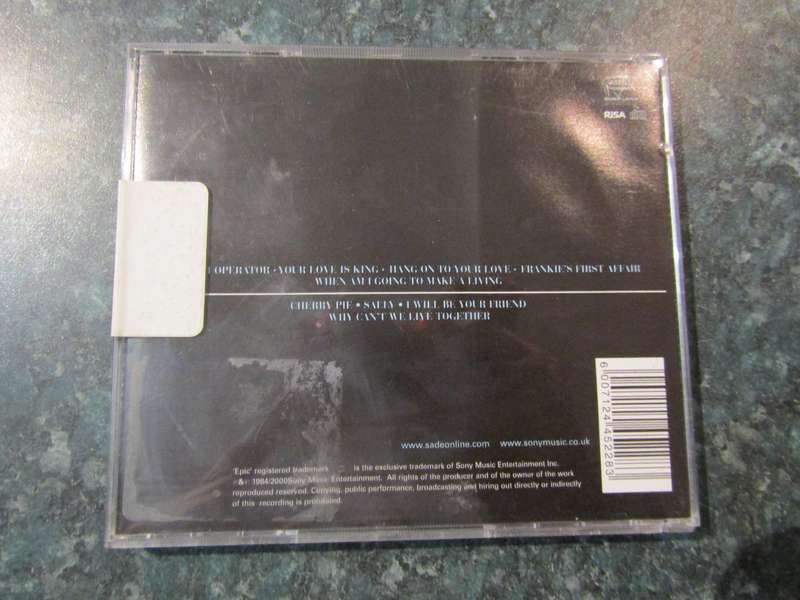 RISA
OPERATOR • YOUR LOVE IS KING • HANG ON TO YOUR LOVE • FRANKIE'S FIRST AFFAIR
WHEN AM I GOING TO MAKE A LIVING
CHERRY PIE • SALLY • I WILL BE YOUR FRIEND
WHY CAN'T WE LIVE TOGETHER
www.sadeonline.com www.sonymusic.co.uk
'Epic' registered trademark is the exclusive trademark of Sony Music Entertainment Inc.
1984/2000Sony Music Entertainment. All rights of the producer and of the owner of the work
reproduced reserved. Copying, public performance, broadcasting and hiring out directly or indirectly
of this recording is prohibited.
6 007124 452283